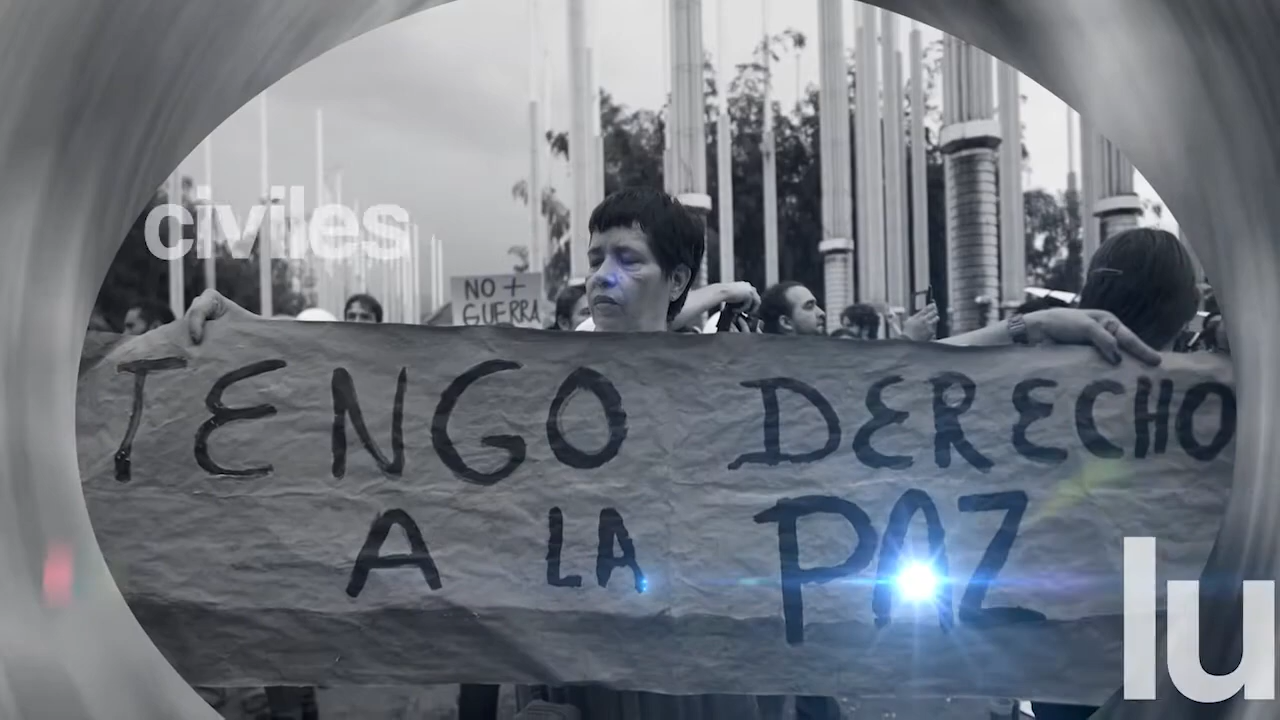 civiles
NO +
GUERRA
TENGO DERECHO
A LA PAZ
lu